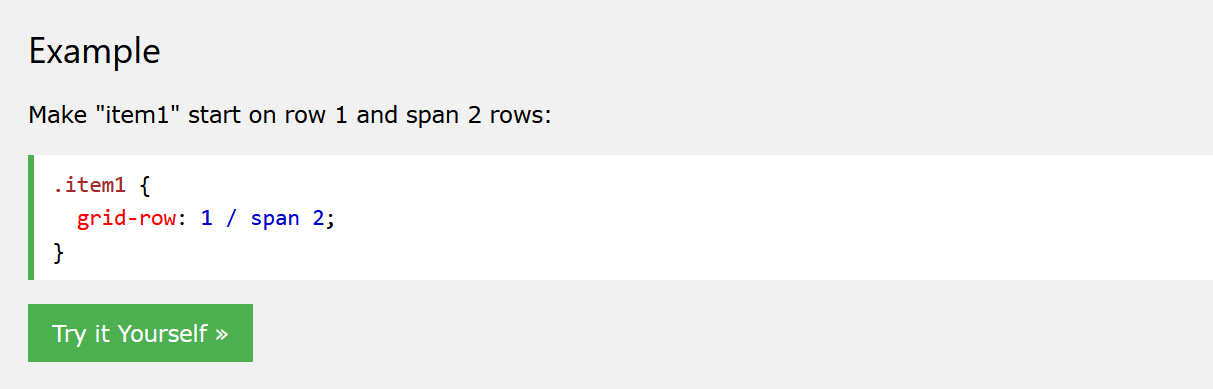 Example
Make "item1" start on row 1 and span 2 rows:
.item1 {
  grid-row: 1 / span 2;
}
Try it Yourself »